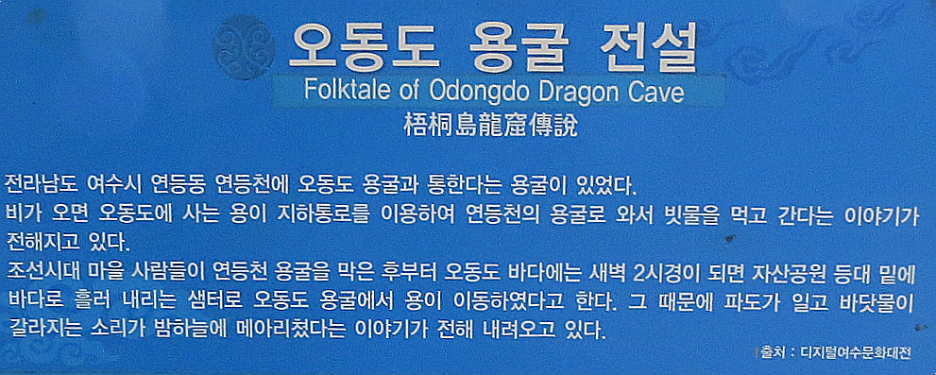 오동도 용굴 전설
Folktale of Odongdo Dragon Cave
梧桐島龍窟傳說
전라남도 여수시 연등동 연등천에 오동도 용굴과 통한다는 용굴이 있었다.
비가 오면 오동도에 사는 용이 지하통로를 이용하여 연등천의 용굴로 와서 빗물을 먹고 간다는 이야기가
전해지고 있다.
조선시대 마을 사람들이 연등천 용굴을 막은 후부터 오동도 바다에는 새벽 2시경이 되면 자산공원 등대 밑에
바다로 흘러 내리는 샘터로 오동도 용굴에서 용이 이동하였다고 한다. 그 때문에 파도가 일고 바닷물이
갈라지는 소리가 밤하늘에 메아리쳤다는 이야기가 전해 내려오고 있다.
출처 : 디지털여수문화대전